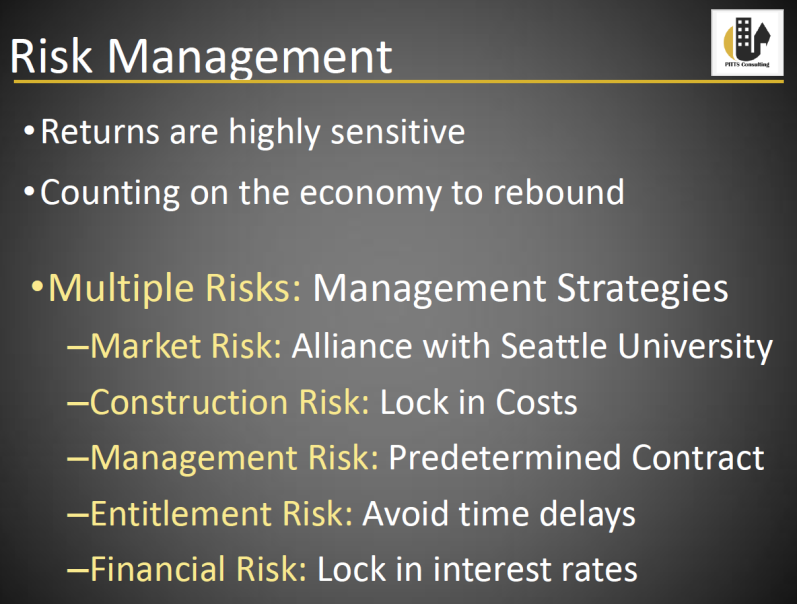 Risk Management
PIITS Consulting
•Returns are highly sensitive
•Counting on the economy to rebound
•Multiple Risks: Management Strategies
–Market Risk: Alliance with Seattle University
–Construction Risk: Lock in Costs
–Management Risk: Predetermined Contract
–Entitlement Risk: Avoid time delays
–Financial Risk: Lock in interest rates